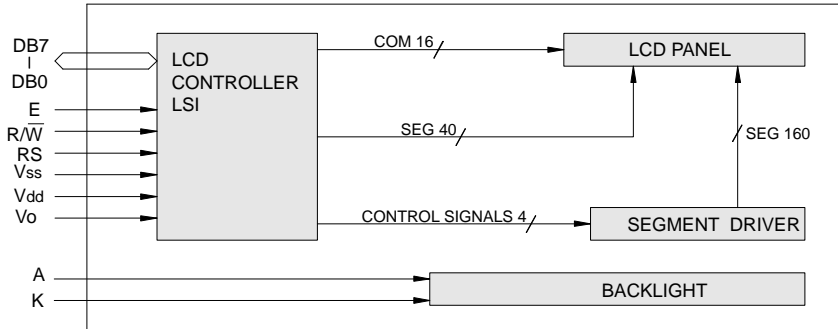 DB7
DB0
E
R/W̅
RS
Vss
Vdd
Vo
A
K
LCD
CONTROLLER
LSI
COM 16
LCD PANEL
SEG 40
SEG 160
CONTROL SIGNALS 4
SEGMENT DRIVER
BACKLIGHT